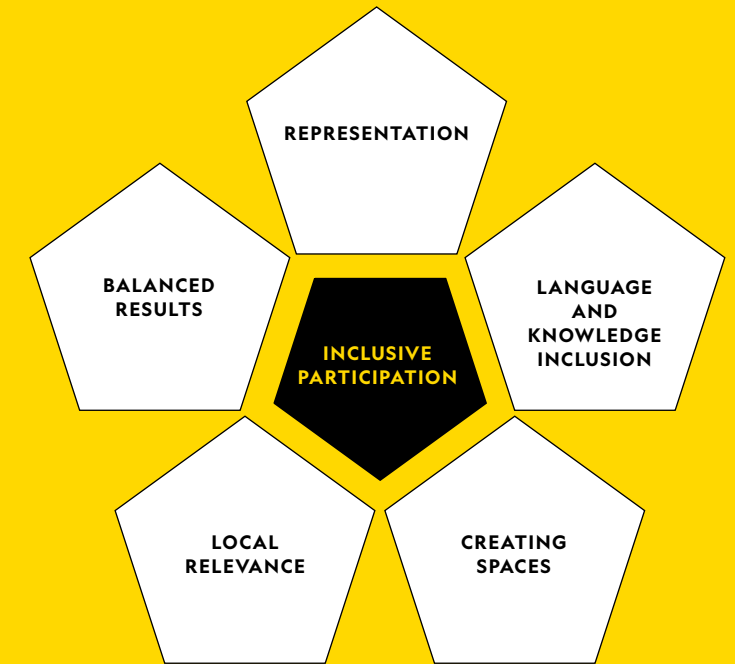 REPRESENTATION
BALANCED
RESULTS
LANGUAGE
AND
KNOWLEDGE
INCLUSION
INCLUSIVE
PARTICIPATION
LOCAL
RELEVANCE
CREATING
SPACES